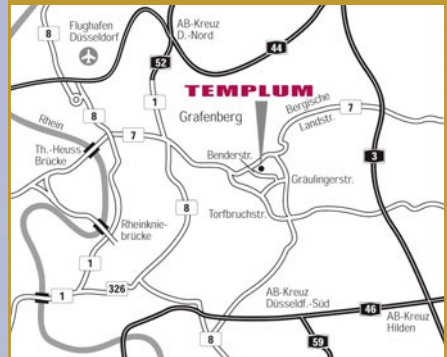 Flughafen
Düsseldorf
AB-Kreuz
D.-Nord
8
44
52
TEMPLUM
1
Bergische
Landstr.
7
Rhein
8
Grafenberg
7
Th.-Heuss
Brücke
Benderstr.
3
Gräulingerstr.
Torfbruchstr.
8
Rheinknie-
brücke
1
326
1
AB-Kreuz
Düsseldf.-Süd
46
AB-Kreuz
Hilden
8
59